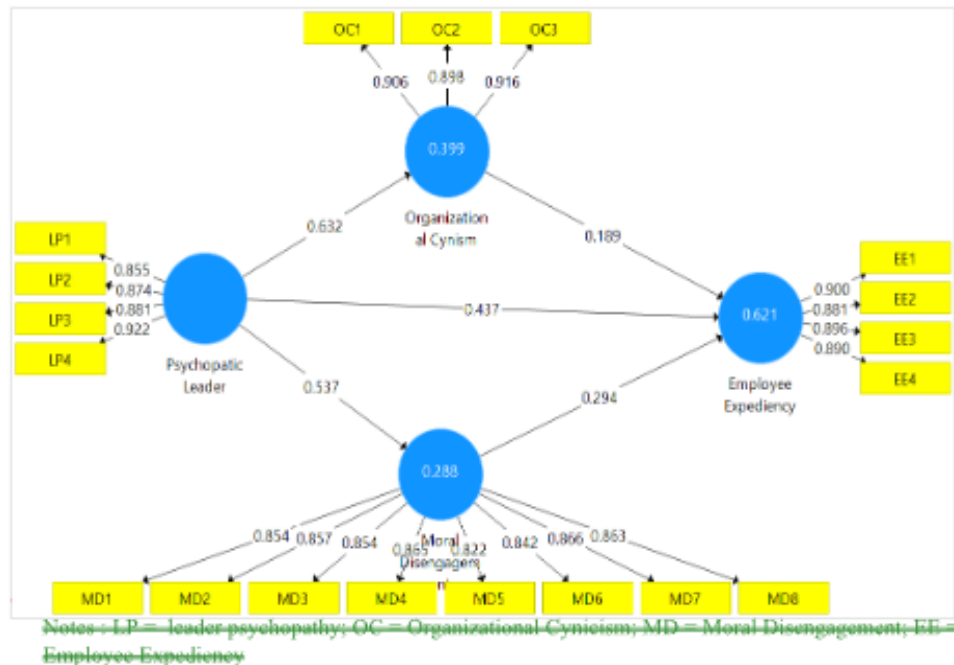 OC1 OC2 OC3
0.906 0.898 0.916
0.399
Organization
al Cynism
0.632
0.189
LP1
LP2
LP3
LP4
0.855
0.874
0.881
0.922
Psychopatic
Leader
0.437
0.621
Employee
Expediency
EE1
EE2
EE3
EE4
0.900
0.881
0.896
0.890
0.537
0.294
0.288
Moral
Disengagem
0.854 0.857 0.854 0.865 0.822 0.842 0.866 0.863
MD1 MD2 MD3 MD4 MD5 MD6 MD7 MD8
Notes : LP = leader psychopathy; OC = Organizational Cynicism; MD = Moral Disengagement; EE =
Employee Expediency